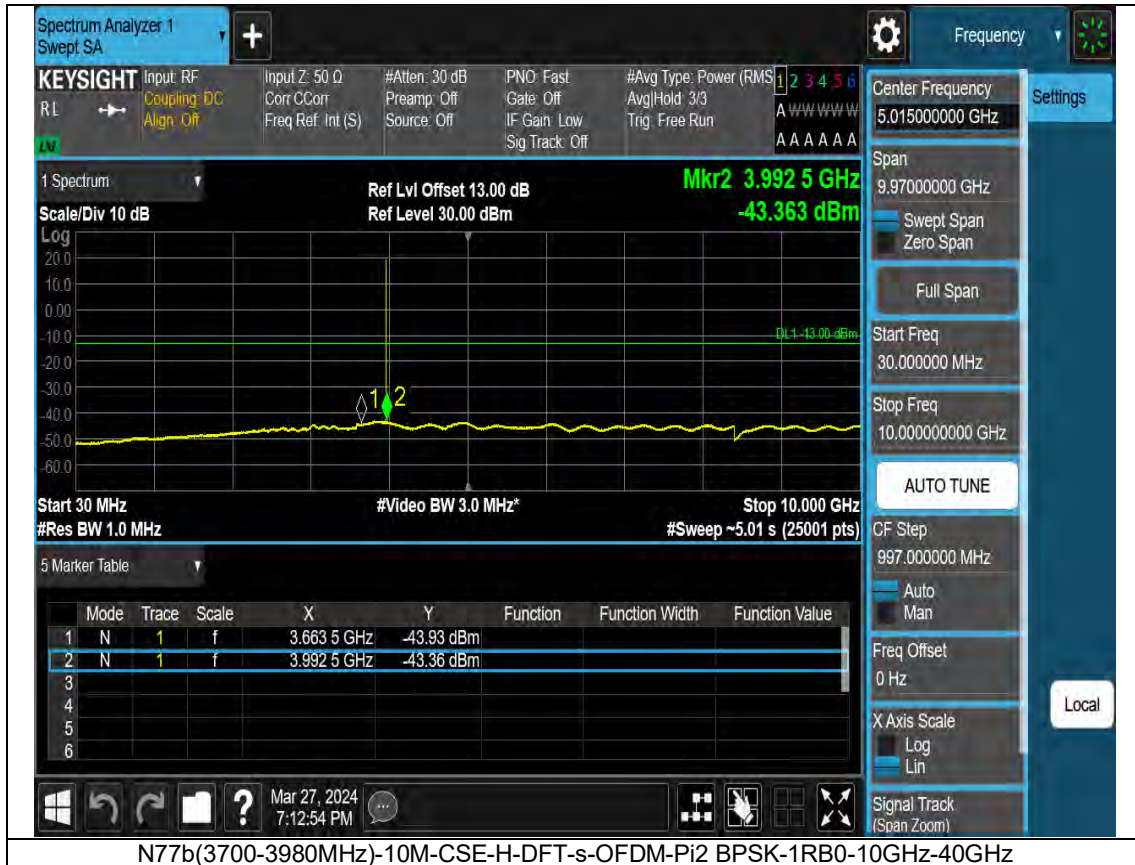 Spectrum Analyzer 1
Swept SA
Frequency
KEYSIGHT
RL
Input: RF
Coupling: DC
Align: Off
Input Z: 50 Ω
Corr CCorr
Freq Ref: Int (S)
#Atten: 30 dB
Preamp: Off
Source: Off
PNO: Fast
Gate: Off
IF Gain: Low
Sig Track: Off
#Avg Type: Power (RMS
Avg|Hold: 3/3
Trig: Free Run
1 2 3 4 5 6
A W W W W W
A A A A A A
Center Frequency
5.015000000 GHz
Settings
Span
9.97000000 GHz
Swept Span
Zero Span
Full Span
Start Freq
30.000000 MHz
Stop Freq
10.000000000 GHz
AUTO TUNE
CF Step
997.000000 MHz
Auto
Man
Freq Offset
0 Hz
X Axis Scale
Log
Lin
Signal Track
(Span Zoom)
Local
1 Spectrum
Scale/Div 10 dB
Ref Lvl Offset 13.00 dB
Ref Level 30.00 dBm
Mkr2 3.992 5 GHz
-43.363 dBm
Log
20.0
10.0
0.00
-10.0
-20.0
-30.0
-40.0
-50.0
-60.0
DL1 -13.00 dBm
1
2
Start 30 MHz
#Res BW 1.0 MHz
#Video BW 3.0 MHz*
Stop 10.000 GHz
#Sweep ~5.01 s (25001 pts)
5 Marker Table
Mode Trace Scale X Y Function Function Width Function Value
1 N 1 f 3.663 5 GHz -43.93 dBm
2 N 1 f 3.992 5 GHz -43.36 dBm
3
4
5
6
?
Mar 27, 2024
7:12:54 PM
N77b(3700-3980MHz)-10M-CSE-H-DFT-s-OFDM-Pi2 BPSK-1RB0-10GHz-40GHz